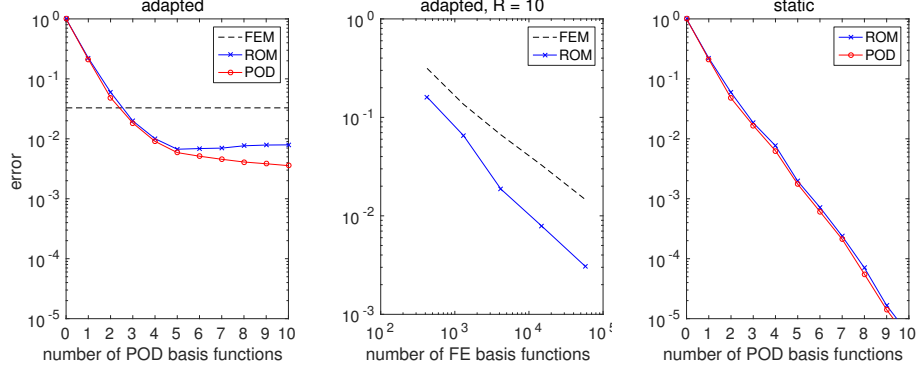 adapted
10^0
10^-1
10^-2
10^-3
10^-4
10^-5
error
FEM
ROM
POD
0 1 2 3 4 5 6 7 8 9 10
number of POD basis functions
adapted, R = 10
10^0
10^-1
10^-2
10^-3
FEM
ROM
10^2 10^3 10^4 10^5
number of FE basis functions
static
10^0
10^-1
10^-2
10^-3
10^-4
10^-5
ROM
POD
0 1 2 3 4 5 6 7 8 9 10
number of POD basis functions